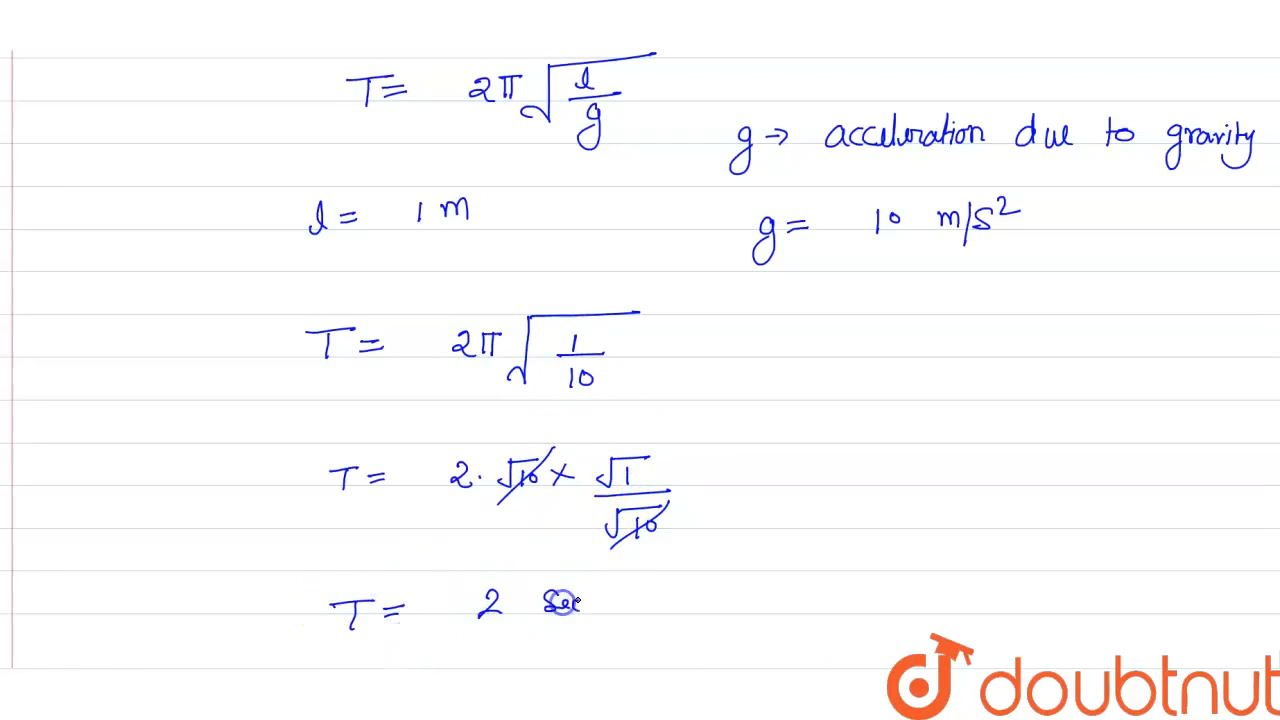 T= 2π√(l/g)
g → acceleration due to gravity
l = 1 m
g = 10 m/s²
T = 2π√(1/10)
T = 2·√10 × √1/√10
T = 2 Sec
doubtnut